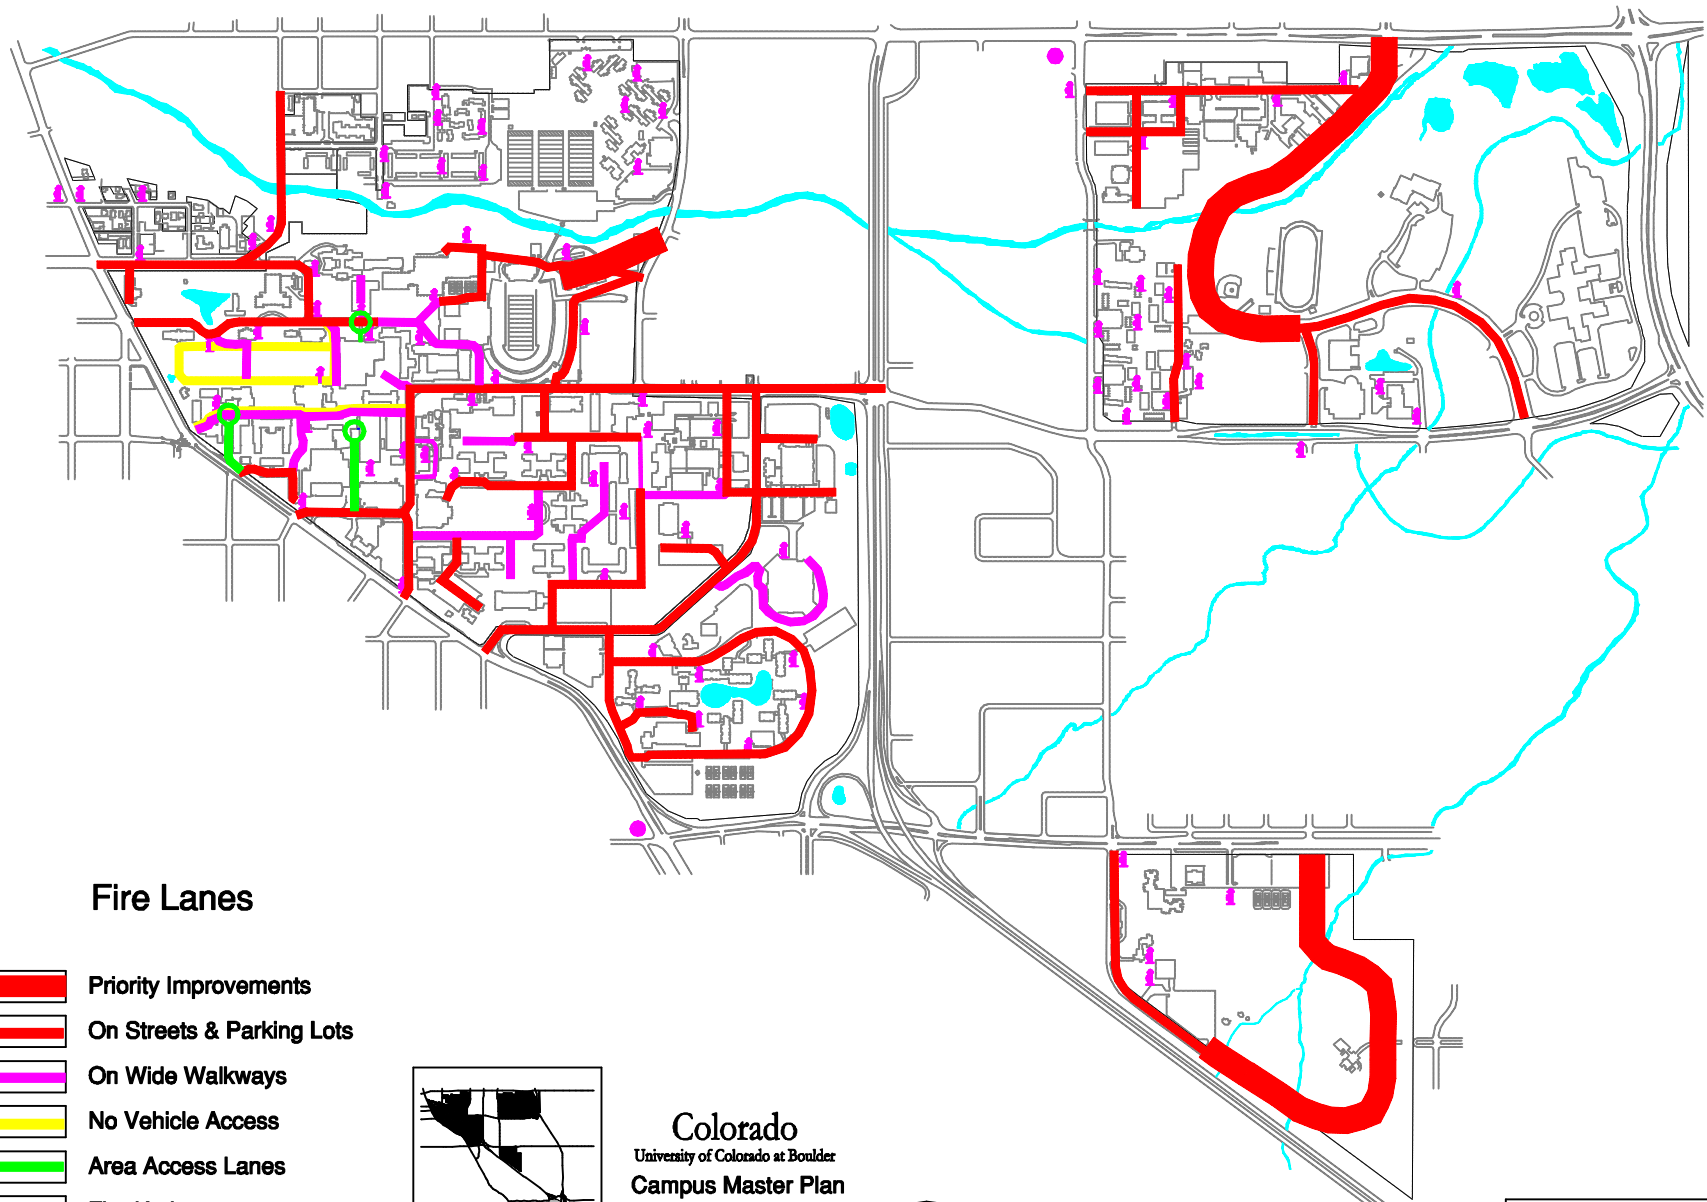 Fire Lanes
Priority Improvements
On Streets & Parking Lots
On Wide Walkways
No Vehicle Access
Area Access Lanes
Colorado
University of Colorado at Boulder
Campus Master Plan